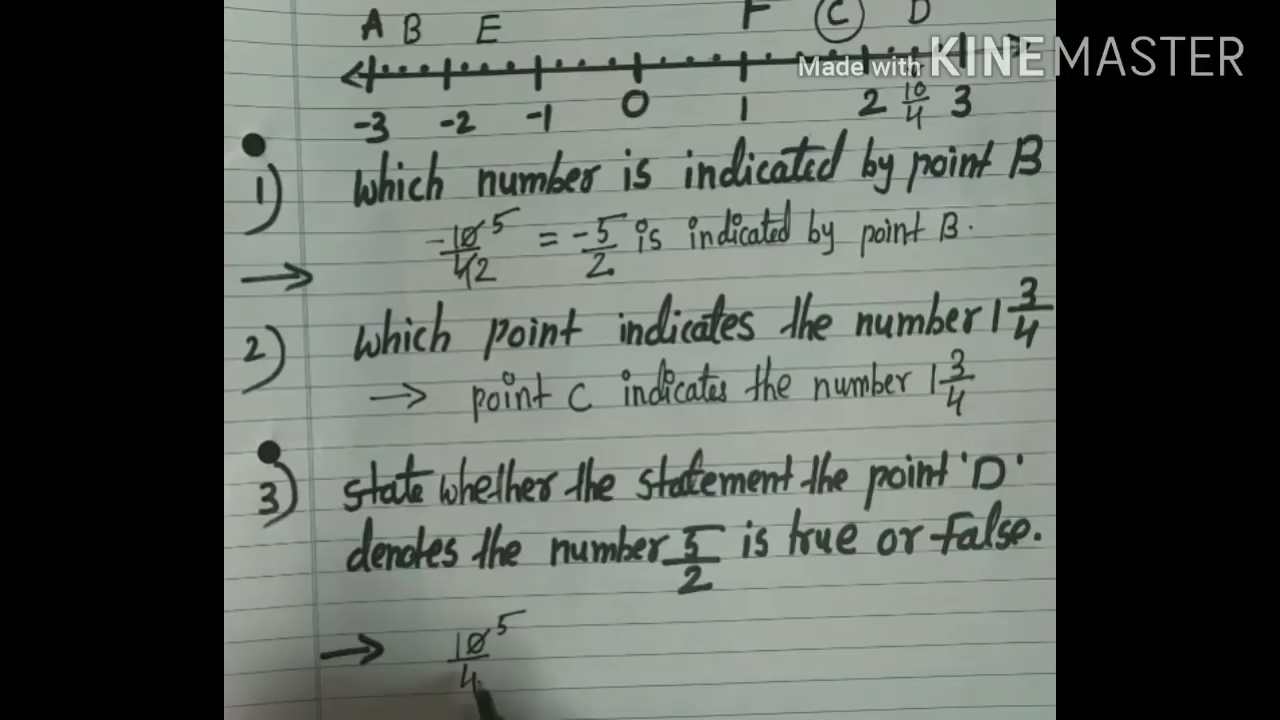 A B E F C D
Made with KINEMASTER
-3 -2 -1 0 1 2 10/4 3
1) which number is indicated by point B
-10/4 5 2 = -5/2 is indicated by point B.
2) which point indicates the number 1 3/4
→ point C indicates the number 1 3/4
3) state whether the statement the point 'D'
denotes the number 5/2 is true or False.
→ 10/4 5